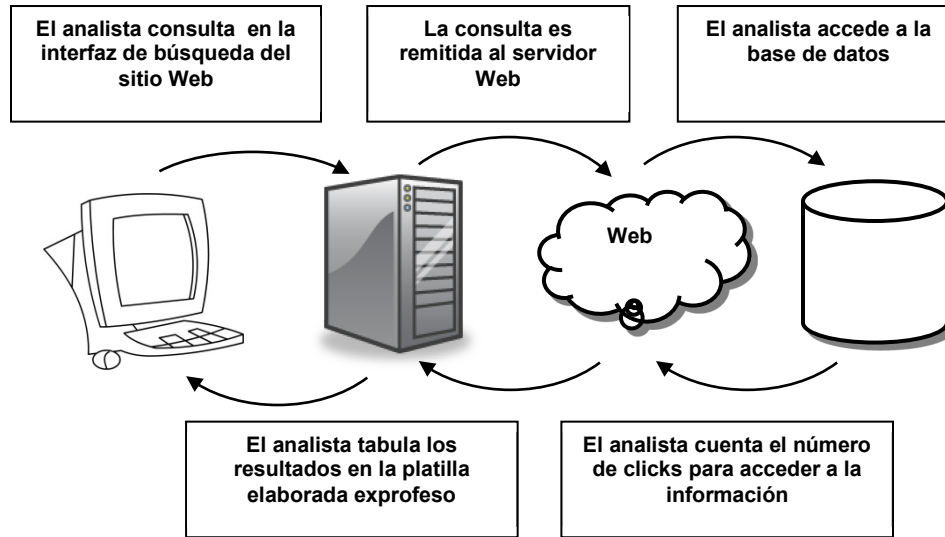 El analista consulta en la
interfaz de búsqueda del
sitio Web
La consulta es
remitida al servidor
Web
El analista accede a la
base de datos
Web
El analista tabula los
resultados en la platilla
elaborada exprofeso
El analista cuenta el número
de clicks para acceder a la
información